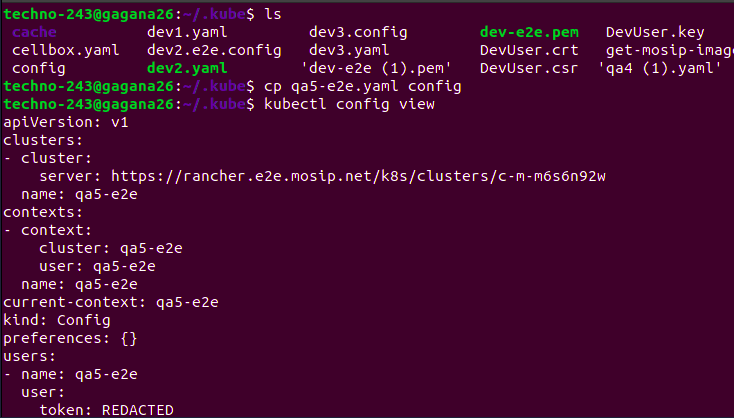 techno-243@gagana26:~/.kube$ ls
cache dev1.yaml dev3.config dev-e2e.pem DevUser.key
cellbox.yaml dev2.e2e.config dev3.yaml DevUser.crt get-mosip-image
config dev2.yaml 'dev-e2e (1).pem' DevUser.csr 'qa4 (1).yaml'
techno-243@gagana26:~/.kube$ cp qa5-e2e.yaml config
techno-243@gagana26:~/.kube$ kubectl config view
apiVersion: v1
clusters:
- cluster:
    server: https://rancher.e2e.mosip.net/k8s/clusters/c-m-m6s6n92w
  name: qa5-e2e
contexts:
- context:
    cluster: qa5-e2e
    user: qa5-e2e
  name: qa5-e2e
current-context: qa5-e2e
kind: Config
preferences: {}
users:
- name: qa5-e2e
  user:
    token: REDACTED